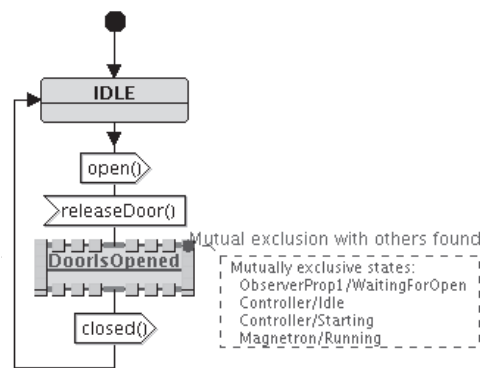 IDLE
open()
releaseDoor()
Mutual exclusion with others found
DoorIsOpened
Mutually exclusive states:
ObserverProp1/WaitingForOpen
Controller/Idle
Controller/Starting
Magnetron/Running
closed()